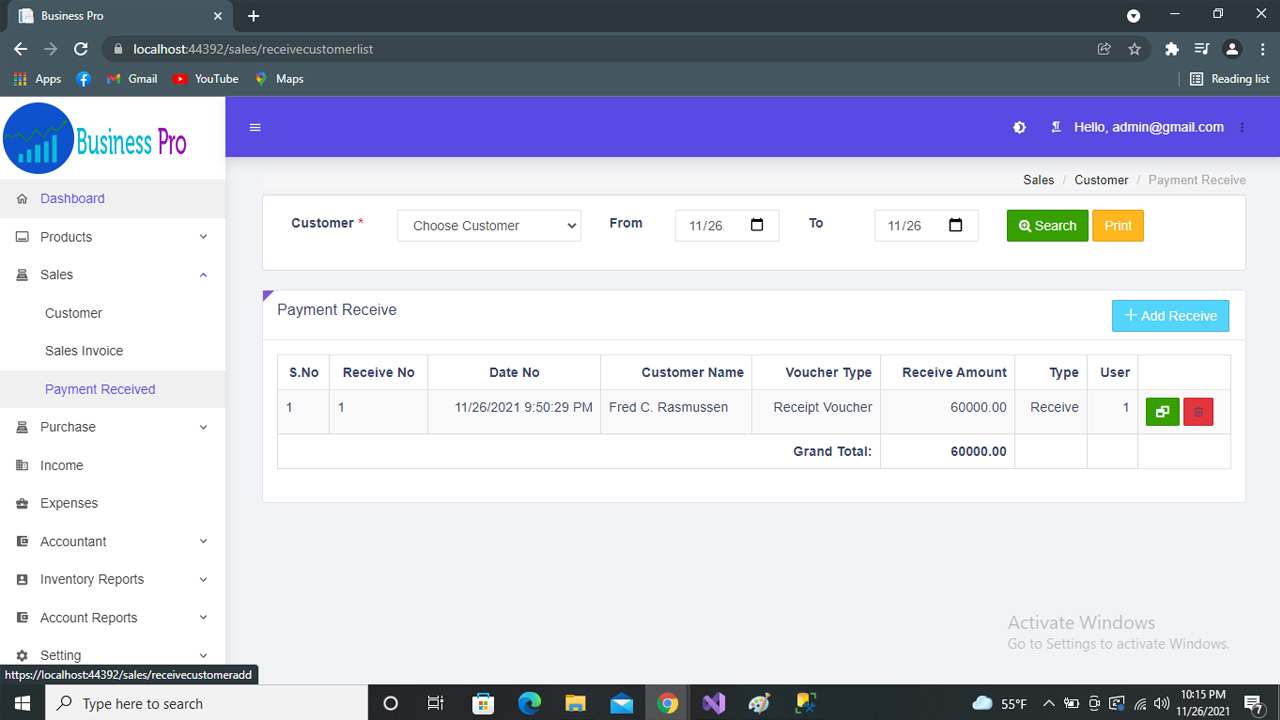 Business Pro
localhost:44392/sales/receivecustomerlist
Apps
Gmail
YouTube
Maps
Reading list
Business Pro
Hello, admin@gmail.com
Dashboard
Products
Sales
Customer
Sales Invoice
Payment Received
Purchase
Income
Expenses
Accountant
Inventory Reports
Account Reports
Setting
https://localhost:44392/sales/receivecustomeradd
Sales / Customer / Payment Receive
Customer * Choose Customer From 11/26 To 11/26 Search Print
Payment Receive
+ Add Receive
S.No Receive No Date No Customer Name Voucher Type Receive Amount Type User
1 1 11/26/2021 9:50:29 PM Fred C. Rasmussen Receipt Voucher 60000.00 Receive 1
Grand Total: 60000.00
Activate Windows
Go to Settings to activate Windows.
Type here to search
55°F
10:15 PM
11/26/2021
7